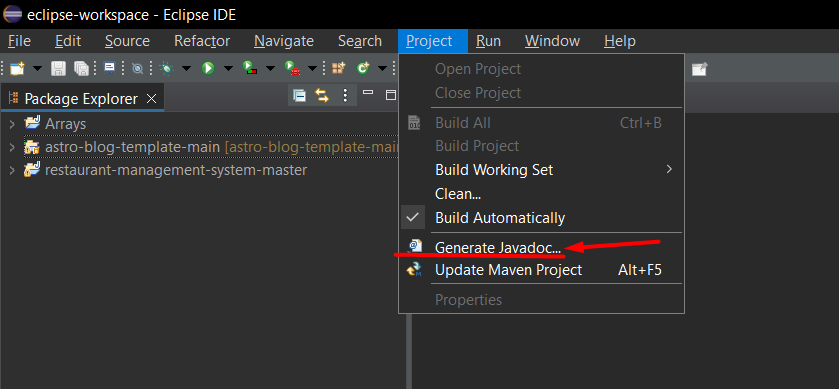 eclipse-workspace - Eclipse IDE
File Edit Source Refactor Navigate Search Project Run Window Help
Package Explorer
Arrays
astro-blog-template-main [astro-blog-template-main
restaurant-management-system-master
Open Project
Close Project
Build All Ctrl+B
Build Project
Build Working Set
Clean...
Build Automatically
Generate Javadoc...
Update Maven Project Alt+F5
Properties